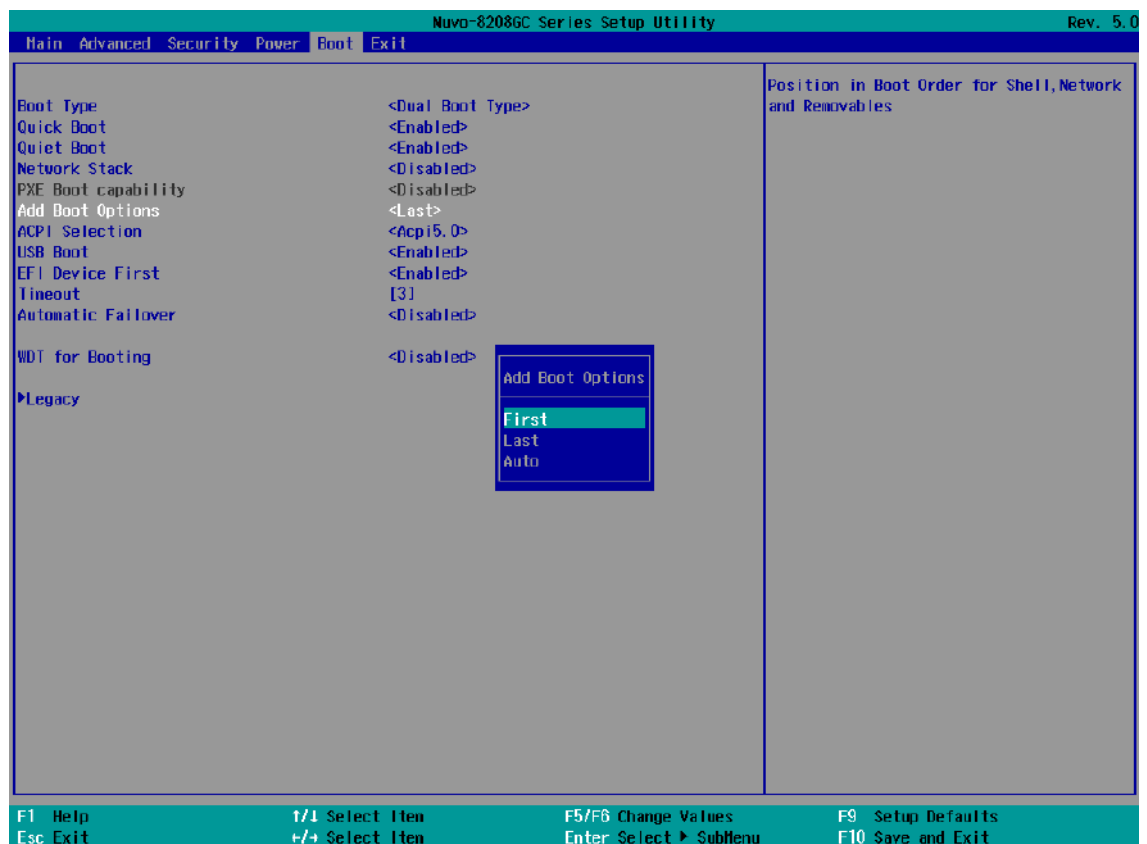 Nuvo-8208GC Series Setup Utility Rev. 5.0
Main Advanced Security Power Boot Exit
Position in Boot Order for Shell,Network
and Removables
Boot Type <Dual Boot Type>
Quick Boot <Enabled>
Quiet Boot <Enabled>
Network Stack <Disabled>
PXE Boot capability <Disabled>
Add Boot Options <Last>
ACPI Selection <Acpi5.0>
USB Boot <Enabled>
EFI Device First <Enabled>
Timeout [3]
Automatic Failover <Disabled>
WDT for Booting <Disabled>
▶Legacy
Add Boot Options
First
Last
Auto
F1 Help ↑/↓ Select Item F5/F6 Change Values F9 Setup Defaults
Esc Exit ←/→ Select Item Enter Select ▶ SubMenu F10 Save and Exit